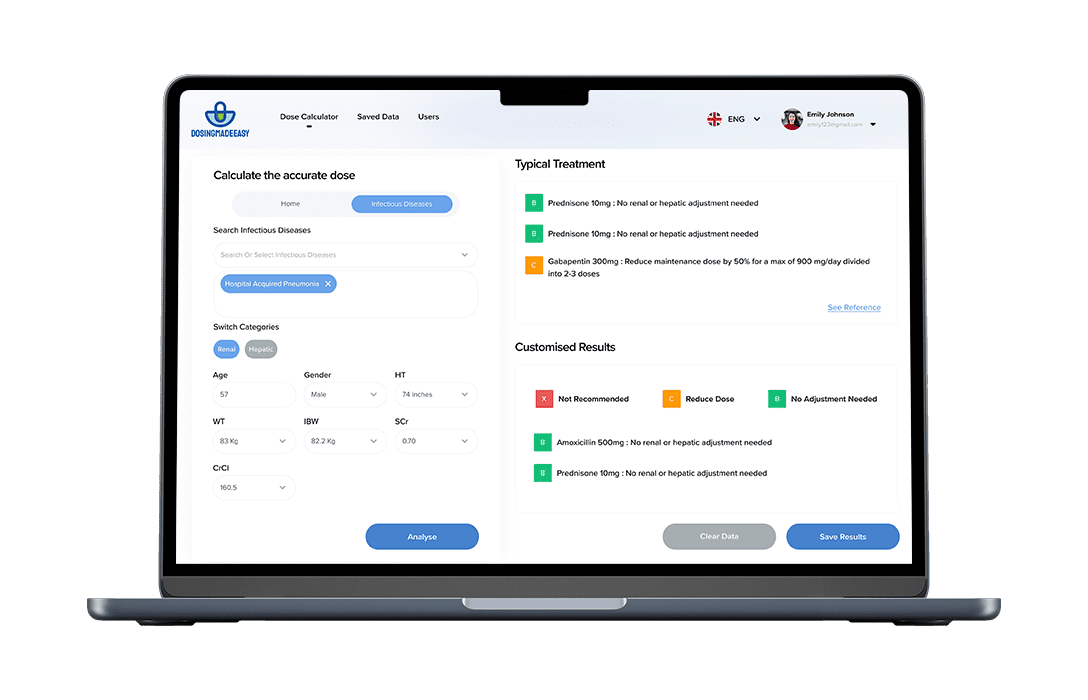 DOSINGMADEEASY
Dose Calculator
Saved Data
Users
ENG
Emily Johnson
emily123@gmail.com
Calculate the accurate dose
Home
Infectious Diseases
Search Infectious Diseases
Search Or Select Infectious Diseases
Hospital Acquired Pneumonia X
Switch Categories
Renal
Hepatic
Age
Gender
HT
57
Male
74 inches
WT
IBW
SCr
83 Kg
82.2 Kg
0.70
CrCl
160.5
Analyse
Typical Treatment
B Prednisone 10mg : No renal or hepatic adjustment needed
B Prednisone 10mg : No renal or hepatic adjustment needed
C Gabapentin 300mg : Reduce maintenance dose by 50% for a max of 900 mg/day divided
into 2-3 doses
See Reference
Customised Results
X Not Recommended
C Reduce Dose
B No Adjustment Needed
B Amoxicillin 500mg : No renal or hepatic adjustment needed
B Prednisone 10mg : No renal or hepatic adjustment needed
Clear Data
Save Results